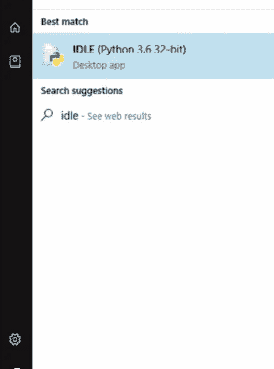 Best match
IDLE (Python 3.6 32-bit)
Desktop app
Search suggestions
idle - See web results